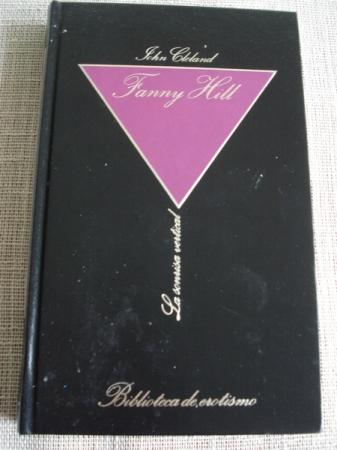 John Cleland
Fanny Hill
La sonrisa vertical
Biblioteca de erotismo